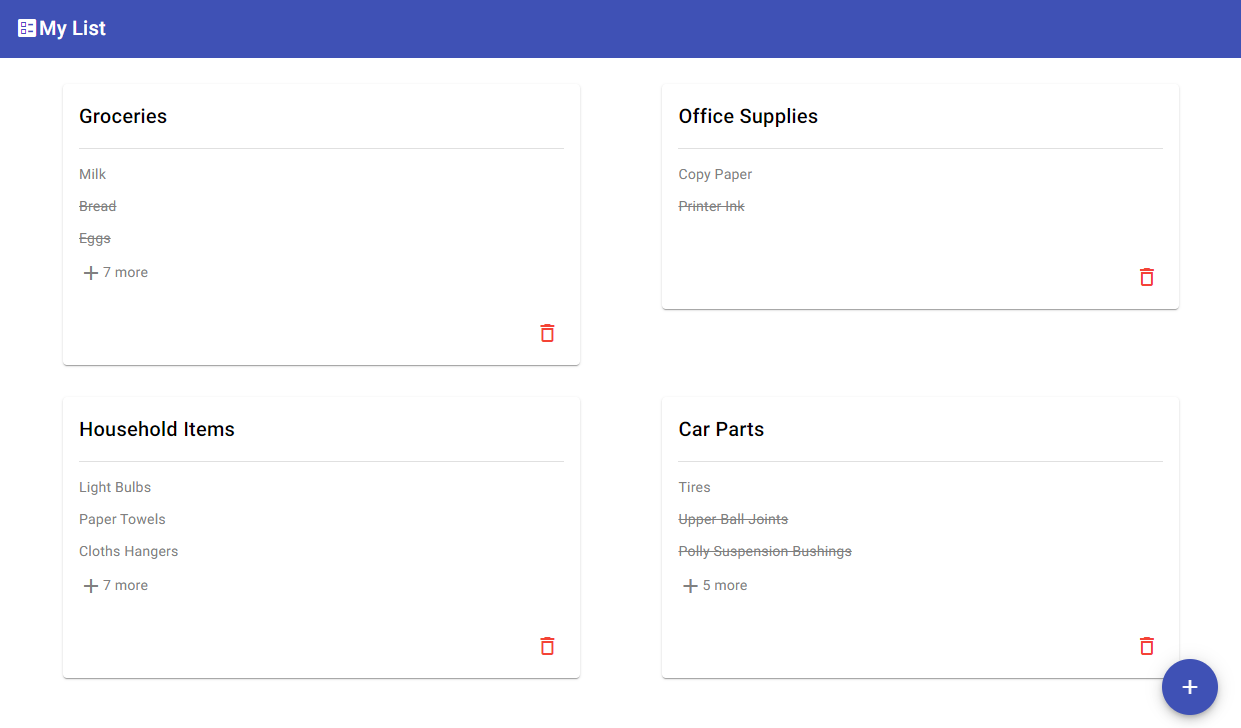 My List
Groceries
Milk
Bread
Eggs
7 more
Office Supplies
Copy Paper
Printer Ink
Household Items
Light Bulbs
Paper Towels
Cloths Hangers
7 more
Car Parts
Tires
Upper Ball Joints
Polly Suspension Bushings
5 more